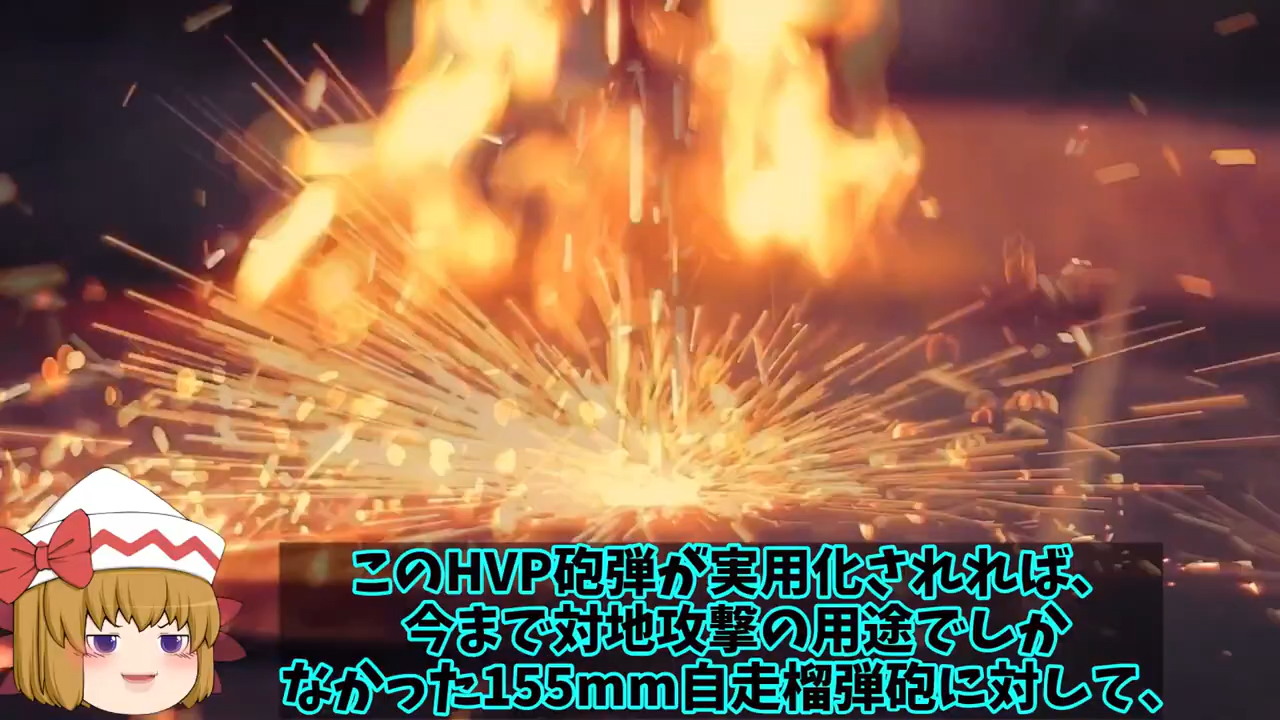 このHVP砲弾が実用化されれば、
今まで対地攻撃の用途でしか
なかった155mm自走榴弾砲に対して、